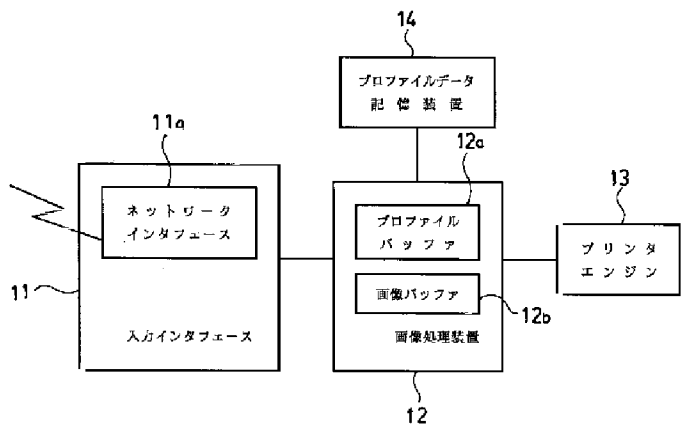 14
プロファイルデータ
記憶装置
11a
ネットワータ
インタフェース
11
入力インタフェース
12a
プロファイル
バッファ
画像バッファ
12b
画像処理装置
12
13
プリンタ
エンジン